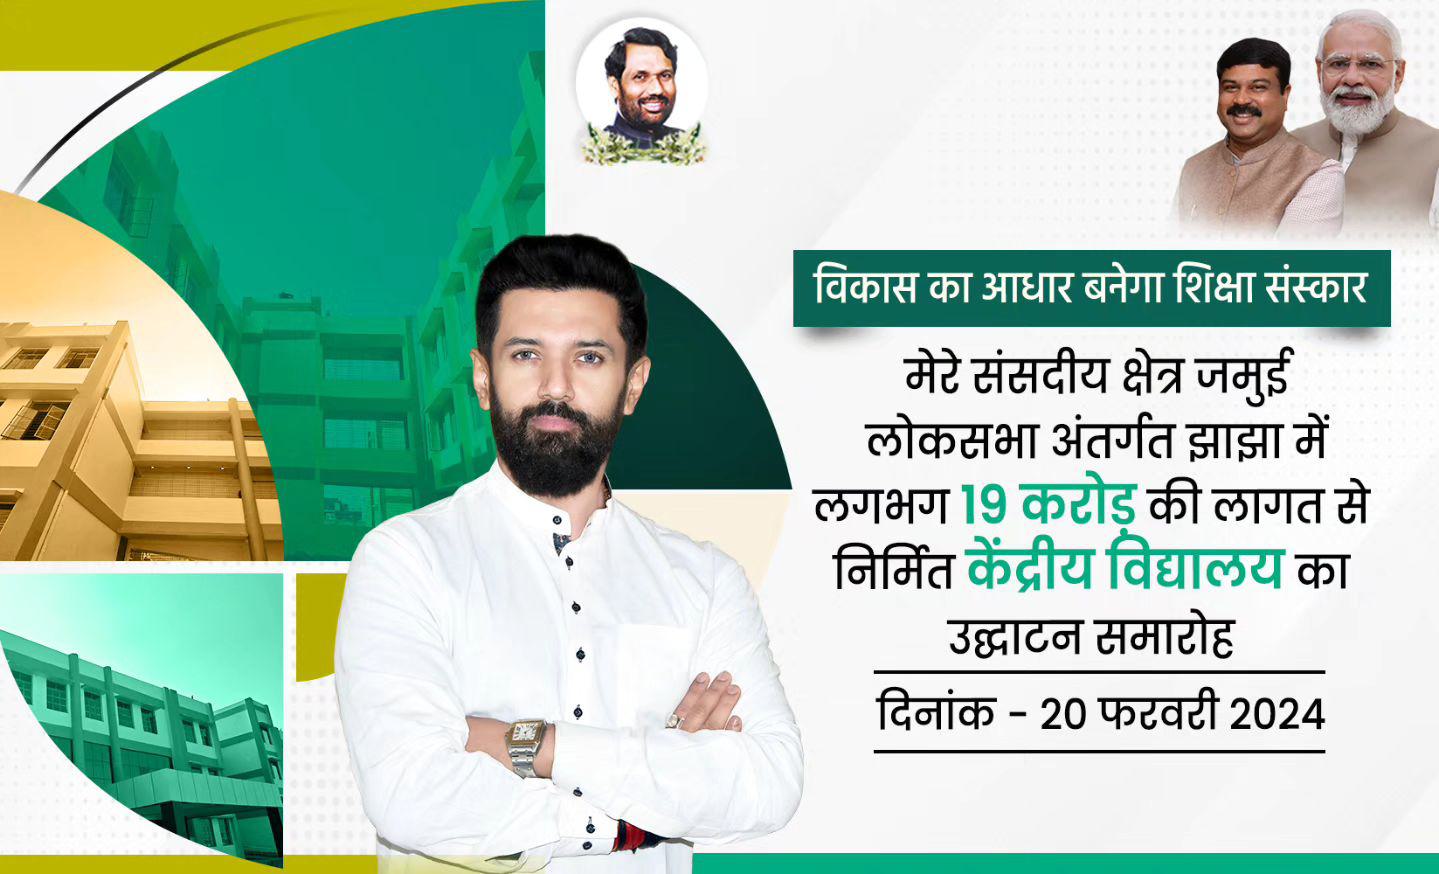 विकास का आधार बनेगा शिक्षा संस्कार
मेरे संसदीय क्षेत्र जमुई
लोकसभा अंतर्गत झाझा में
लगभग 19 करोड़ की लागत से
निर्मित केंद्रीय विद्यालय का
उद्घाटन समारोह
दिनांक - 20 फरवरी 2024